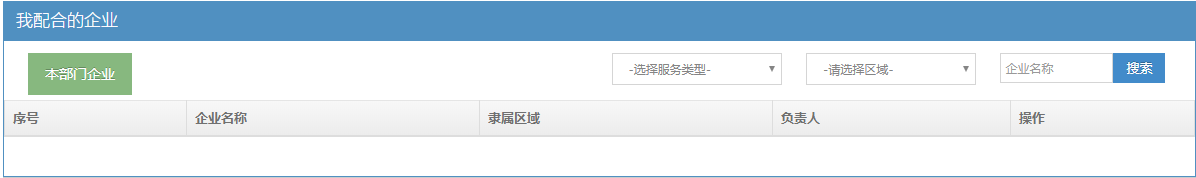 我配合的企业
本部门企业 -选择服务类型- -请选择区域- 企业名称 搜索
序号 企业名称 隶属区域 负责人 操作